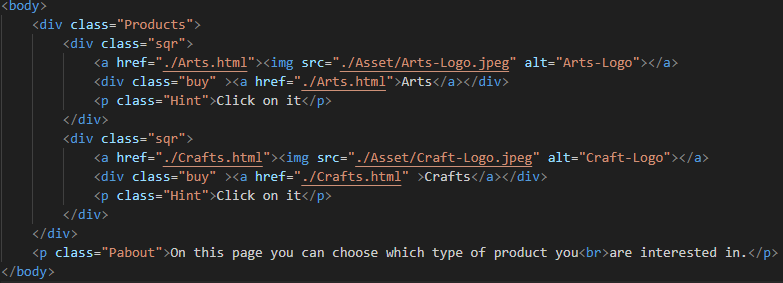 <body>
<div class="Products">
<div class="sqr">
<a href="./Arts.html"><img src="./Asset/Arts-Logo.jpeg" alt="Arts-Logo"></a>
<div class="buy" ><a href="./Arts.html">Arts</a></div>
<p class="Hint">Click on it</p>
</div>
<div class="sqr">
<a href="./Crafts.html"><img src="./Asset/Craft-Logo.jpeg" alt="Craft-Logo"></a>
<div class="buy" ><a href="./Crafts.html" >Crafts</a></div>
<p class="Hint">Click on it</p>
</div>
</div>
<p class="Pabout">On this page you can choose which type of product you<br>are interested in.</p>
</body>